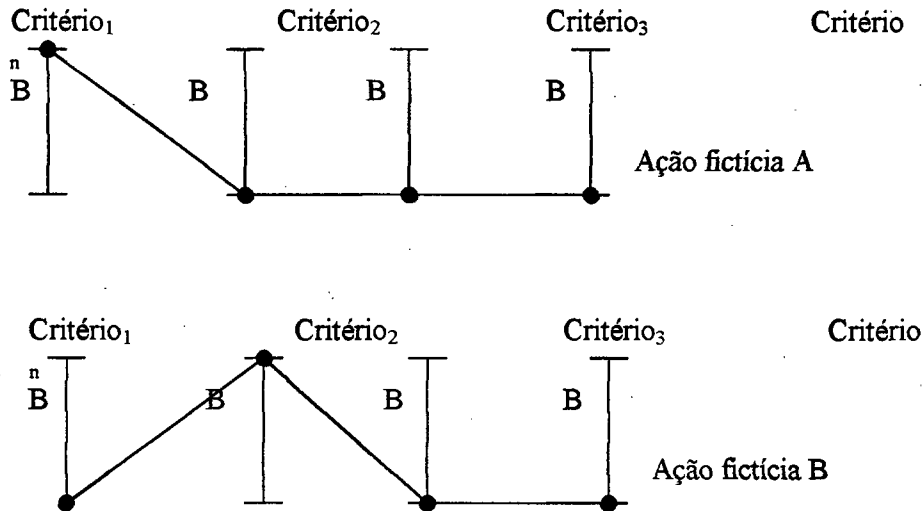 Critério₁ Critério₂ Critério₃ Critério
n
B B B B
Ação fictícia A
Critério₁ Critério₂ Critério₃ Critério
n
B B B B
Ação fictícia B